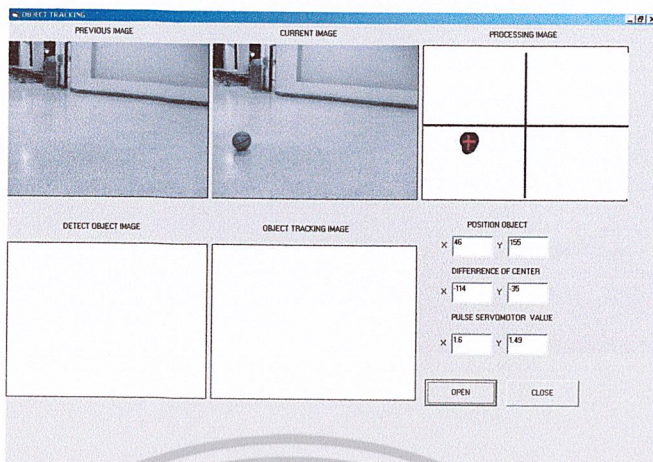 OBJECT TRACKING
PREVIOUS IMAGE
CURRENT IMAGE
PROCESSING IMAGE
DETECT OBJECT IMAGE
OBJECT TRACKING IMAGE
POSITION OBJECT
X 46 Y 155
DIFFERRENCE OF CENTER
X -114 Y -35
PULSE SERVOMOTOR VALUE
X 1.6 Y 1.49
OPEN
CLOSE